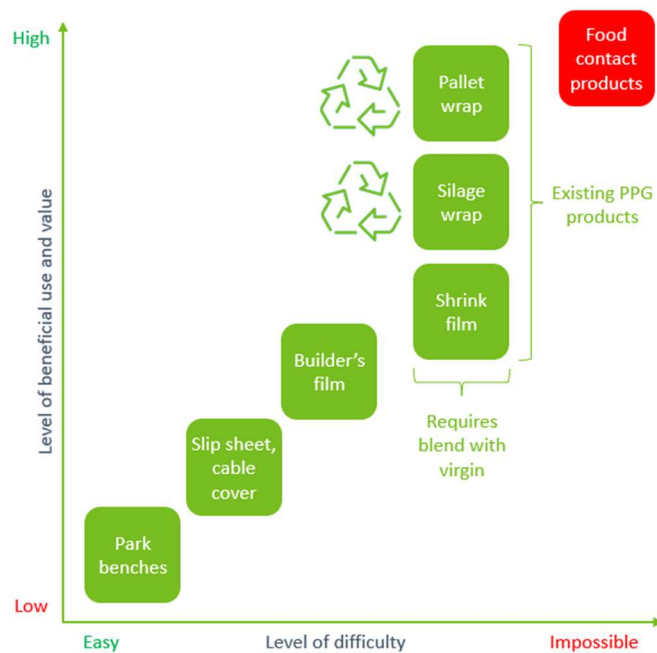 High
Level of beneficial use and value
Low
Food
contact
products
Pallet
wrap
Silage
wrap
Existing PPG
products
Shrink
film
Builder's
film
Requires
blend with
virgin
Slip sheet,
cable
cover
Park
benches
Easy
Level of difficulty
Impossible